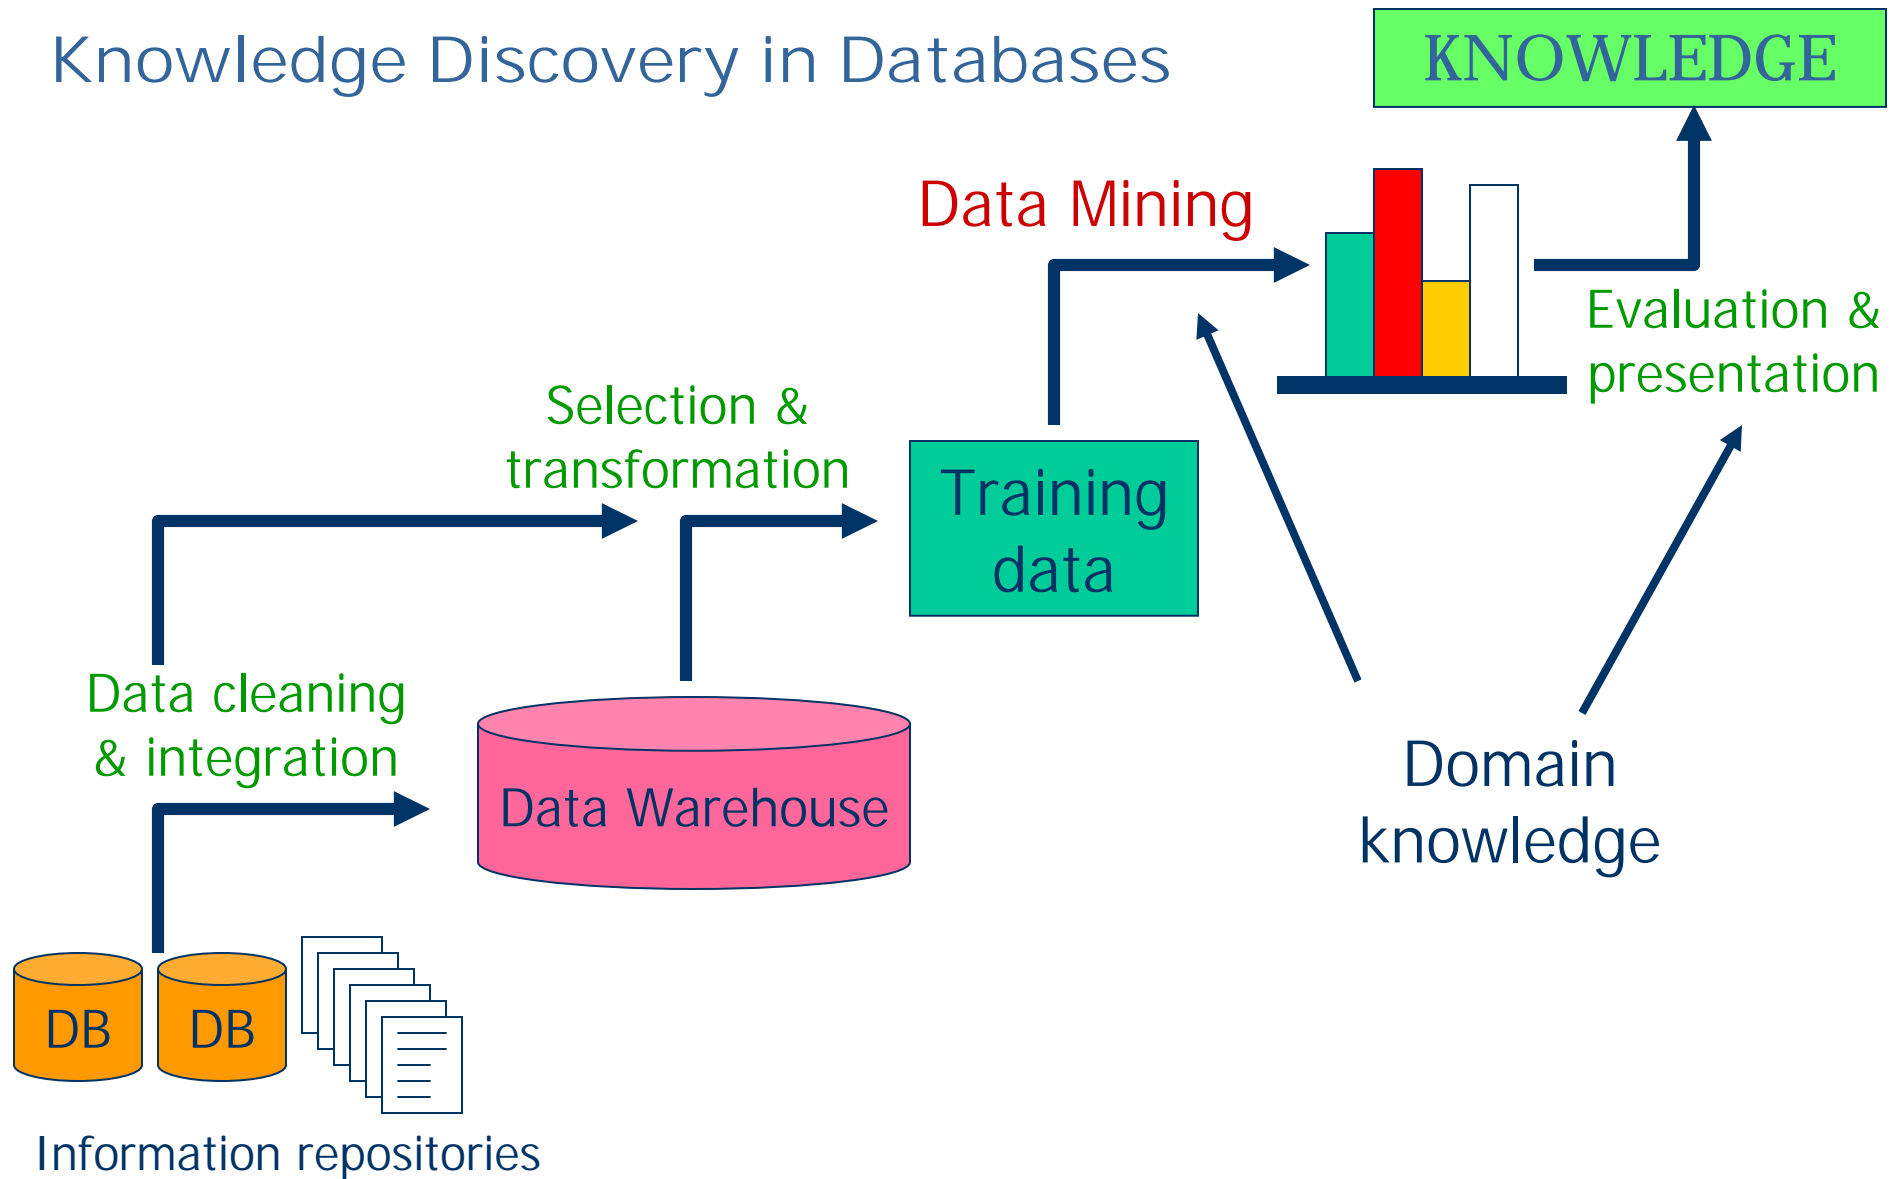 Knowledge Discovery in Databases
KNOWLEDGE
Data Mining
Evaluation &
presentation
Selection &
transformation
Training
data
Data cleaning
& integration
Data Warehouse
Domain
knowledge
DB
DB
Information repositories